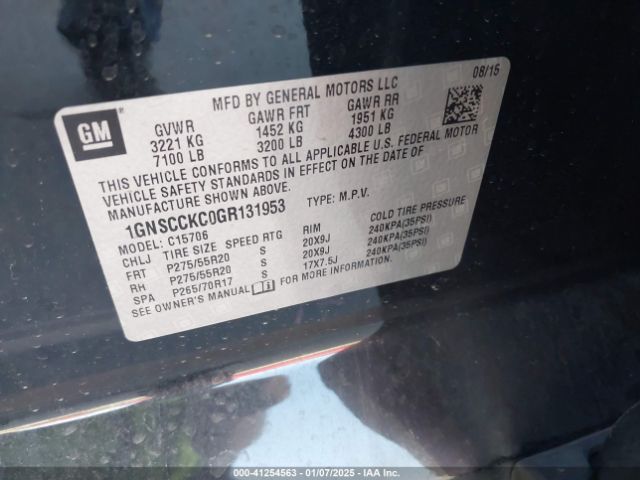 MFD BY GENERAL MOTORS LLC 08/15
GM
GVWR GAWR FRT GAWR RR
3221 KG 1452 KG 1951 KG
7100 LB 3200 LB 4300 LB
THIS VEHICLE CONFORMS TO ALL APPLICABLE U.S. FEDERAL MOTOR
VEHICLE SAFETY STANDARDS IN EFFECT ON THE DATE OF
MANUFACTURE SHOWN ABOVE.
1GNSCCKC0GR131953 TYPE: M.P.V.
MODEL: C15706
CHLJ TIRE SIZE SPEED RTG RIM COLD TIRE PRESSURE
FRT P275/55R20 S 20X9J 240KPA(35PSI)
RH P275/55R20 S 20X9J 240KPA(35PSI)
SPA P265/70R17 S 17X7.5J 240KPA(35PSI)
SEE OWNER'S MANUAL
000-41254563 - 01/07/2025 - IAA Inc.